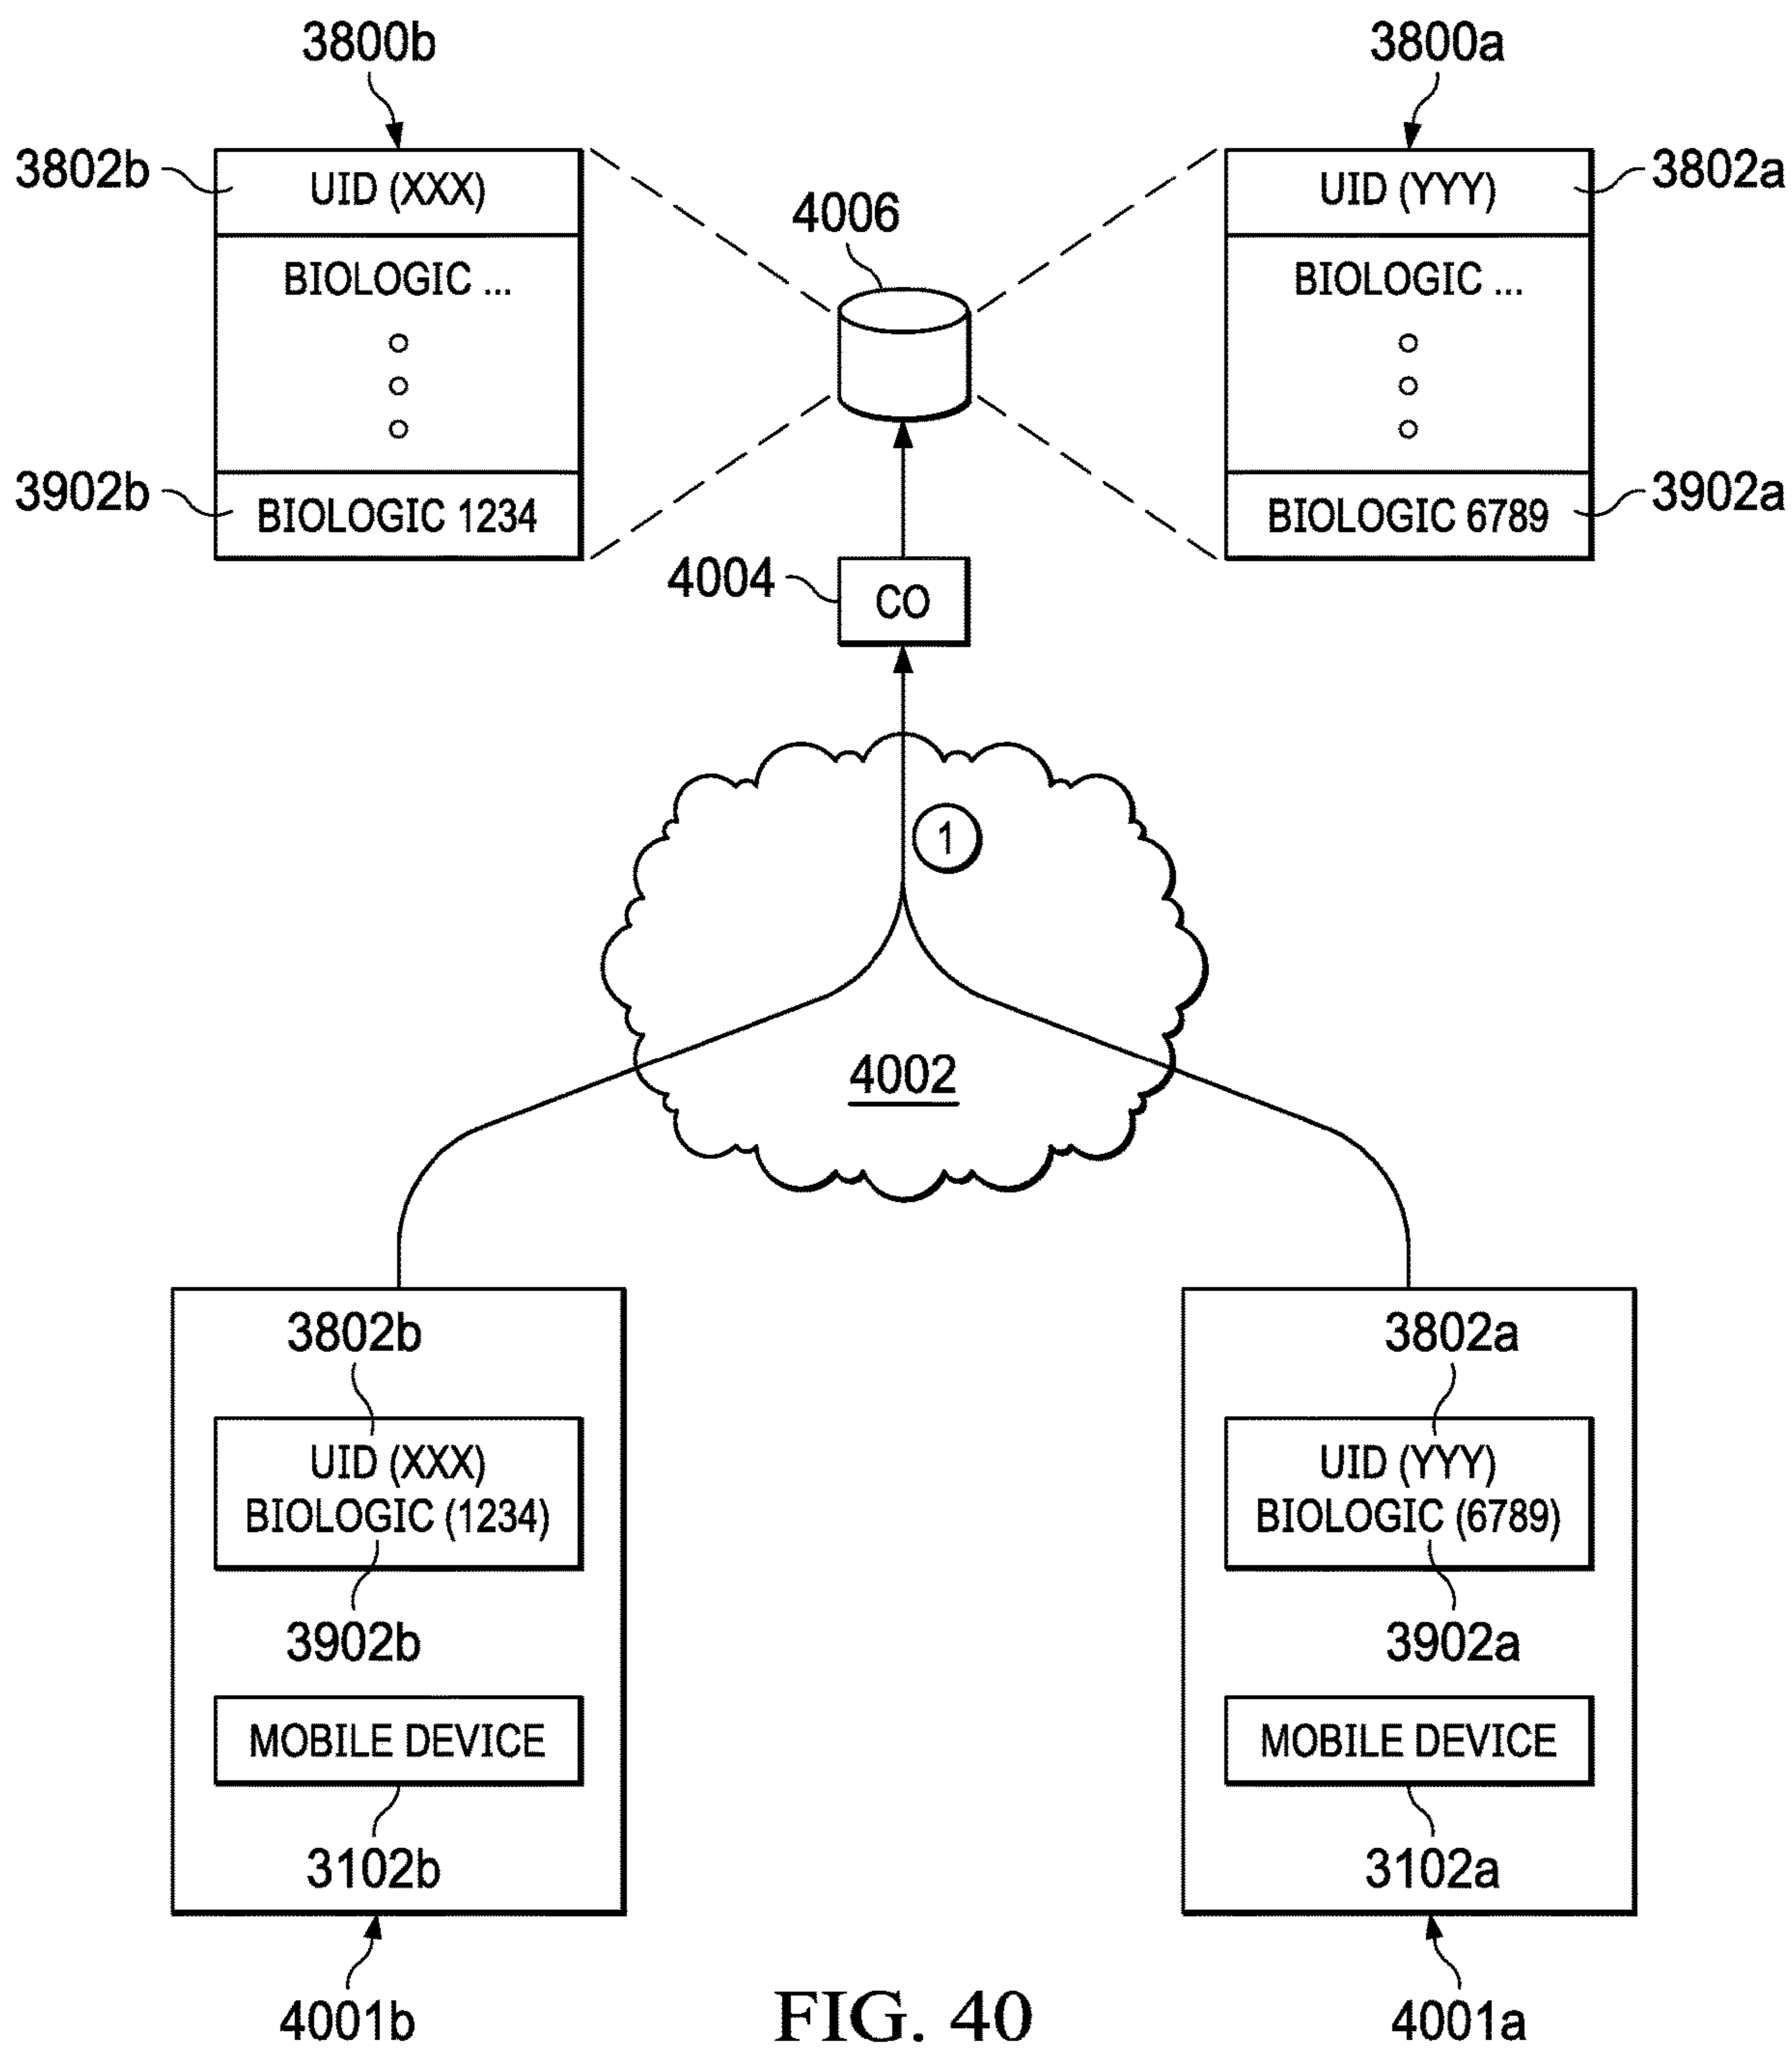 3800b
3800a
3802b
UID (XXX)
UID (YYY)
3802a
4006
BIOLOGIC ...
BIOLOGIC ...
3902b
BIOLOGIC 1234
BIOLOGIC 6789
3902a
4004
CO
1
4002
3802b
3802a
UID (XXX)
BIOLOGIC (1234)
UID (YYY)
BIOLOGIC (6789)
3902b
3902a
MOBILE DEVICE
MOBILE DEVICE
3102b
3102a
4001b
4001a
FIG. 40